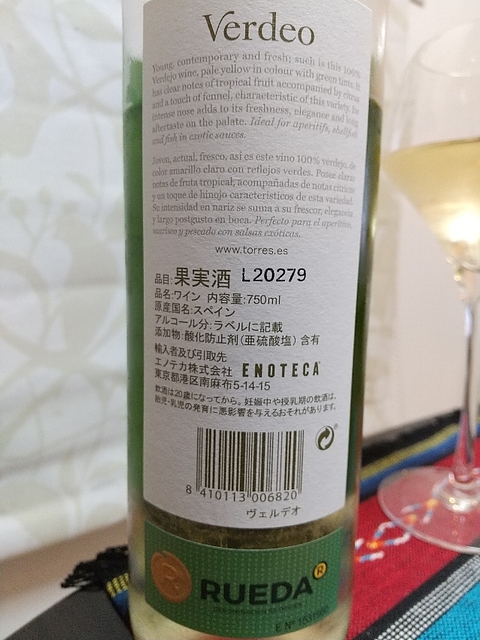 Verdeo
Young, contemporary and fresh; such is this 100%
Verdejo wine, pale yellow in colour with green tints. It
has clear notes of tropical fruit accompanied by citrus
and a touch of fennel, characteristic of this variety. Its
intense nose adds to its freshness, elegance and long
aftertaste on the palate. Ideal for aperitifs, shellfish
and fish in exotic sauces.
Joven, actual, fresco, así es este vino 100% verdejo, de
color amarillo claro con reflejos verdes. Posee claras
notas de fruta tropical, acompañadas de notas cítricas
y un toque de hinojo característicos de esta variedad.
Su intensidad en nariz se suma a su frescor, elegancia
y largo postgusto en boca. Perfecto para el aperitivo,
marisco y pescado con salsas exóticas.
www.torres.es
品目:果実酒 L20279
品名:ワイン 内容量:750ml
原産国名:スペイン
アルコール分:ラベルに記載
添加物:酸化防止剤(亜硫酸塩)含有
輸入者及び引取先
エノテカ株式会社 ENOTECA
東京都港区南麻布5-14-15
飲酒は20歳になってから。妊娠中や授乳期の飲酒は、
胎児・乳児の発育に悪影響を与えるおそれがあります。
8 410113 006820
ヴェルデオ
RUEDA R
DENOMINACIÓN DE ORIGEN
E Nº